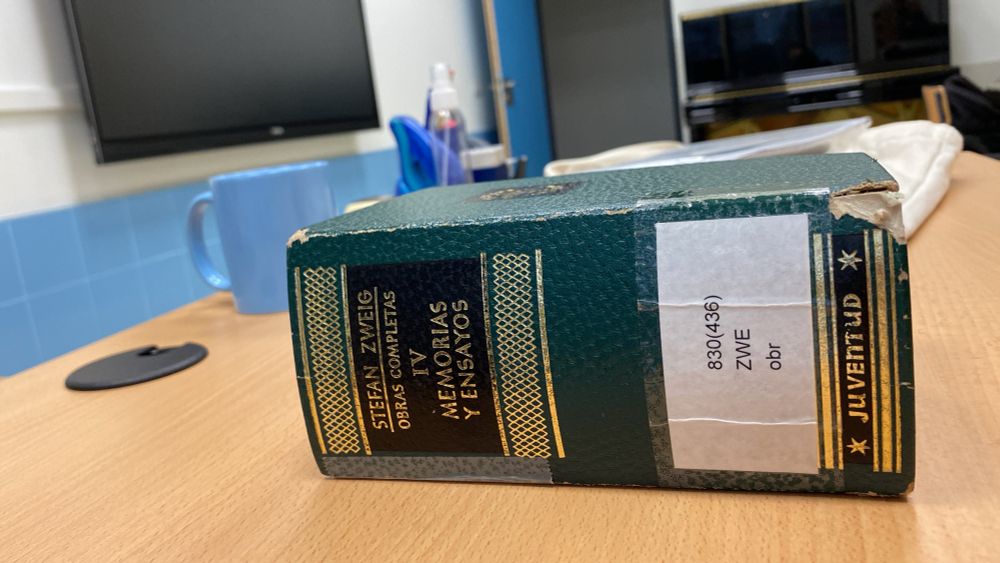 STEFAN ZWEIG
OBRAS COMPLETAS
IV
MEMORIAS
Y ENSAYOS
830(436)
ZWE
obr
JUVENTUD